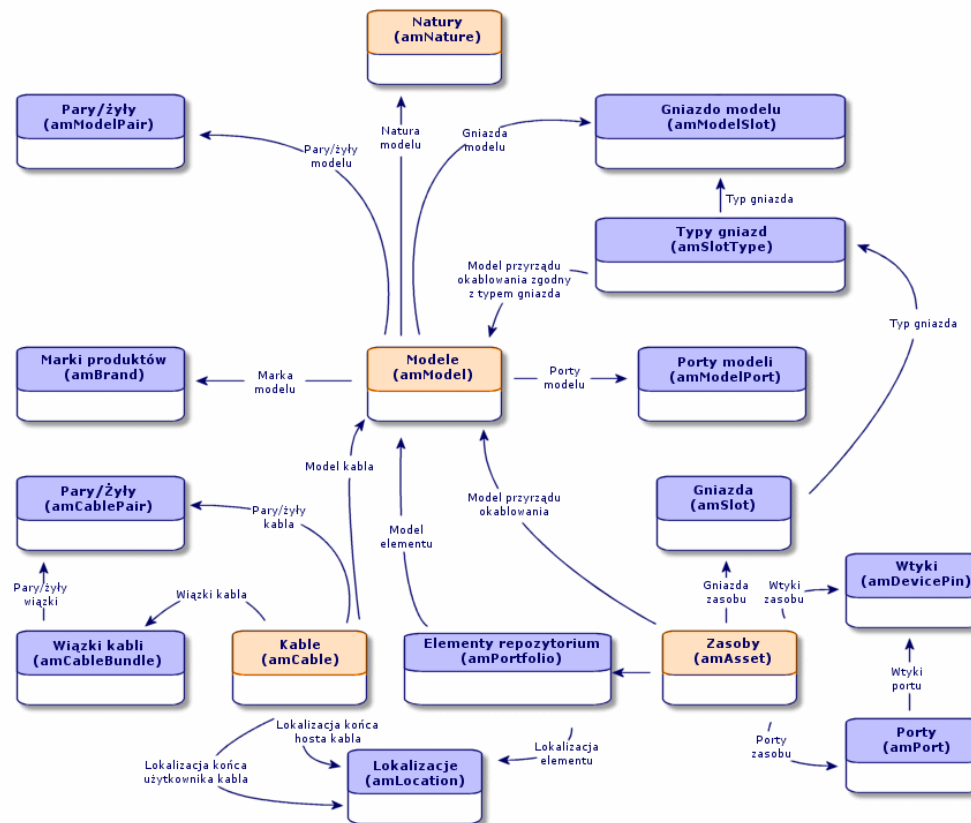 Natury
(amNature)
Pary/żyły
(amModelPair)
Gniazdo modelu
(amModelSlot)
Pary/żyły
modelu
Natura
modelu
Gniazda
modelu
Typ gniazda
Typy gniazd
(amSlotType)
Model przyrządu
okablowania zgodny
z typem gniazda
Typ gniazda
Marki produktów
(amBrand)
Marka
modelu
Modele
(amModel)
Porty
modelu
Porty modeli
(amModelPort)
Model kabla
Pary/Żyły
(amCablePair)
Pary/żyły
kabla
Model
elementu
Model przyrządu
okablowania
Gniazda
(amSlot)
Pary/żyły
wiązki
Wiązki kabla
Gniazda
zasobu
Wtyki
zasobu
Wtyki
(amDevicePin)
Wiązki kabli
(amCableBundle)
Kable
(amCable)
Elementy repozytorium
(amPortfolio)
Zasoby
(amAsset)
Wtyki
portu
Lokalizacja końca
hosta kabla
Lokalizacja końca
użytkownika kabla
Lokalizacje
(amLocation)
Lokalizacja
elementu
Porty
zasobu
Porty
(amPort)